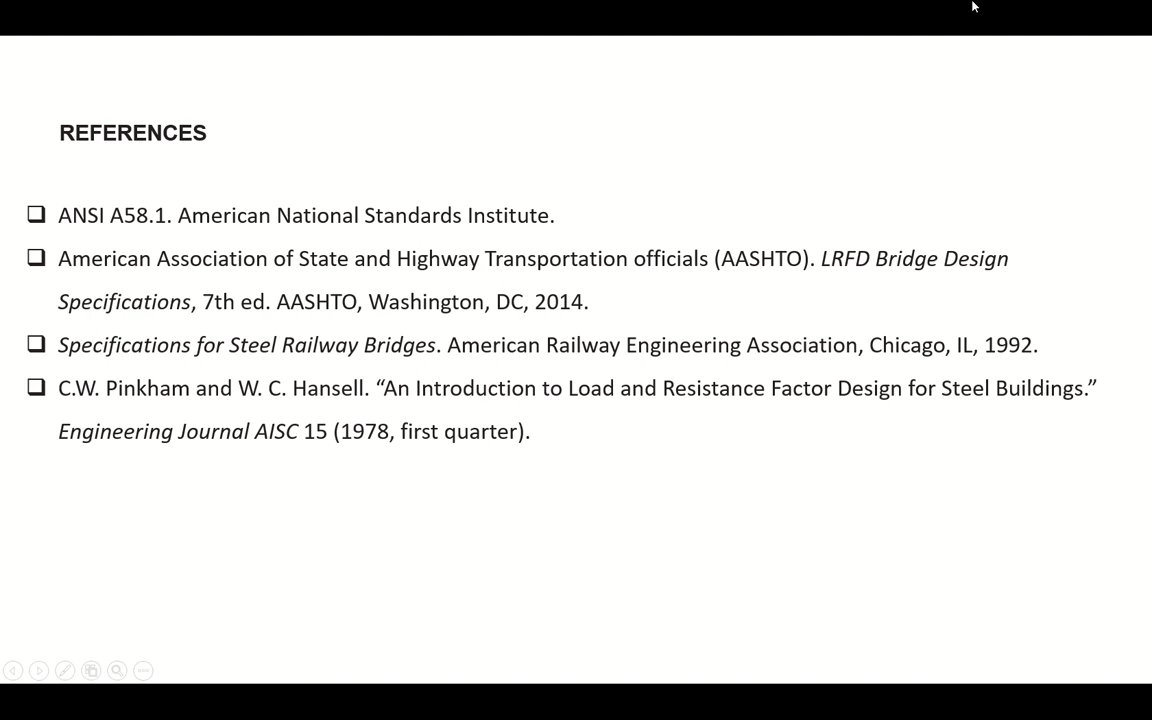 REFERENCES
❑ ANSI A58.1. American National Standards Institute.
❑ American Association of State and Highway Transportation officials (AASHTO). LRFD Bridge Design
Specifications, 7th ed. AASHTO, Washington, DC, 2014.
❑ Specifications for Steel Railway Bridges. American Railway Engineering Association, Chicago, IL, 1992.
❑ C.W. Pinkham and W. C. Hansell. “An Introduction to Load and Resistance Factor Design for Steel Buildings.”
Engineering Journal AISC 15 (1978, first quarter).